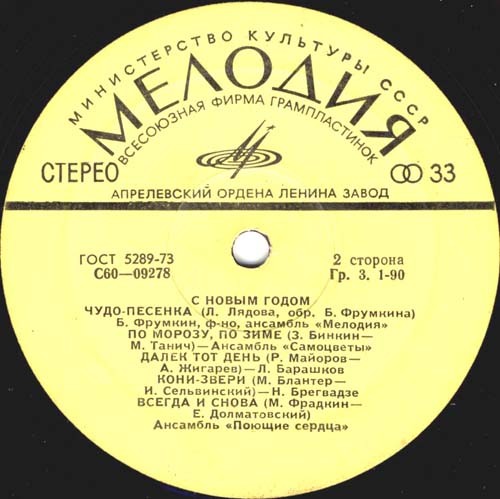 МИНИСТЕРСТВО КУЛЬТУРЫ СССР
МЕЛОДИЯ
ВСЕСОЮЗНАЯ ФИРМА ГРАМПЛАСТИНОК
СТЕРЕО 33
АПРЕЛЕВСКИЙ ОРДЕНА ЛЕНИНА ЗАВОД
ГОСТ 5289-73 2 сторона
С60—09278 Гр. 3. 1-90
С НОВЫМ ГОДОМ
ЧУДО-ПЕСЕНКА (Л. Лядова, обр. Б. Фрумкина)
Б. Фрумкин, ф-но, ансамбль «Мелодия»
ПО МОРОЗУ, ПО ЗИМЕ (З. Бинкин—
М. Танич)—Ансамбль «Самоцветы»
ДАЛЕК ТОТ ДЕНЬ (Р. Майоров—
А. Жигарев)—Л. Барашков
КОНИ-ЗВЕРИ (М. Блантер—
И. Сельвинский)—Н. Брегвадзе
ВСЕГДА И СНОВА (М. Фрадкин—
Е. Долматовский)
Ансамбль «Поющие сердца»